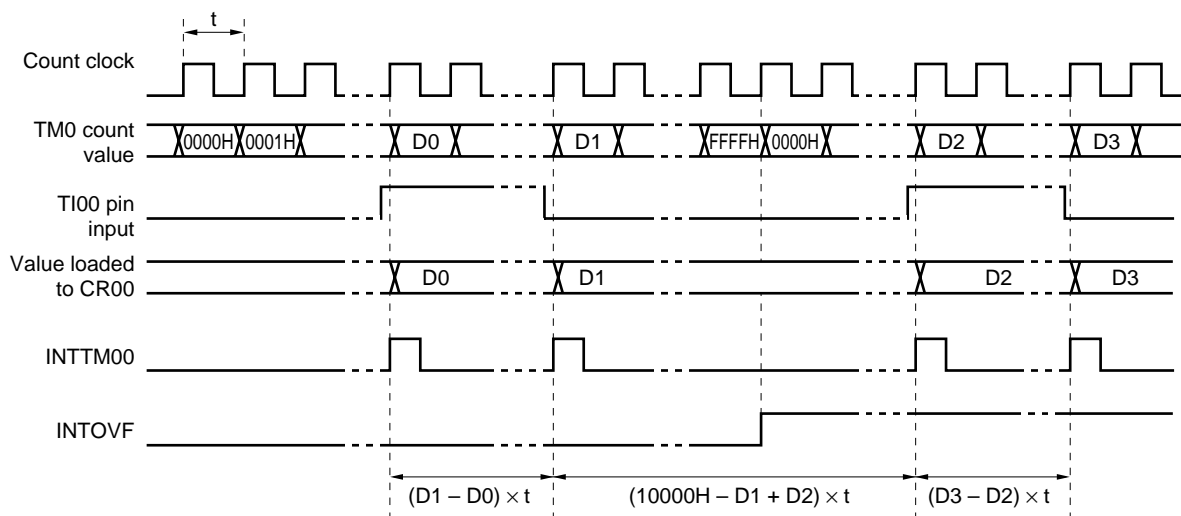 t
Count clock
TM0 count
value
0000H 0001H D0 D1 FFFFH 0000H D2 D3
TI00 pin
input
Value loaded
to CR00
D0 D1 D2 D3
INTTM00
INTOVF
(D1 – D0) × t (10000H – D1 + D2) × t (D3 – D2) × t